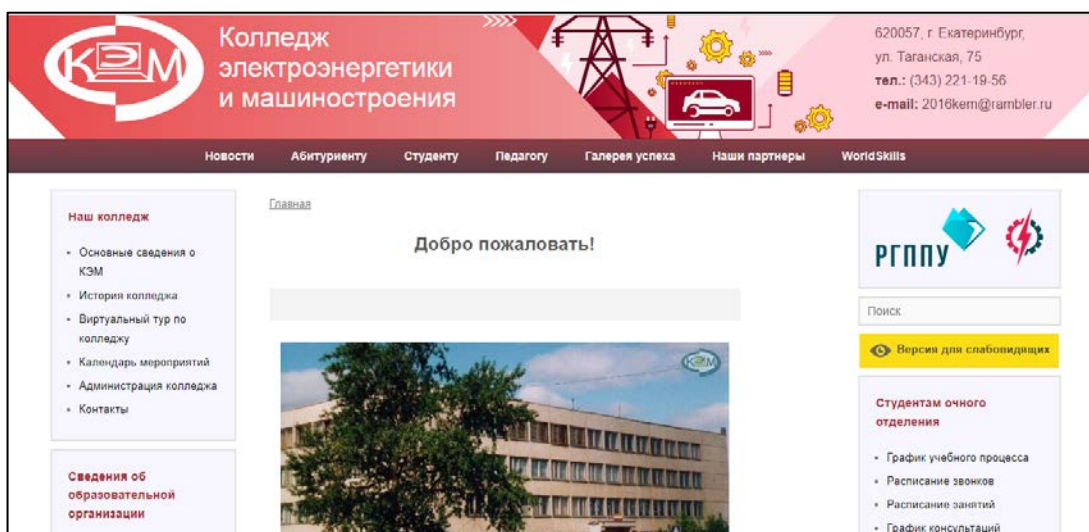 КЭМ
Колледж
электроэнергетики
и машиностроения
620057, г. Екатеринбург,
ул. Таганская, 75
тел.: (343) 221-19-56
e-mail: 2016kem@rambler.ru
Новости Абитуриенту Студенту Педагогу Галерея успеха Наши партнеры WorldSkills
Наш колледж
Основные сведения о
КЭМ
История колледжа
Виртуальный тур по
колледжу
Календарь мероприятий
Администрация колледжа
Контакты
Сведения об
образовательной
организации
Главная
Добро пожаловать!
КЭМ
РГППУ
Поиск
Версия для слабовидящих
Студентам очного
отделения
График учебного процесса
Расписание звонков
Расписание занятий
График консультаций